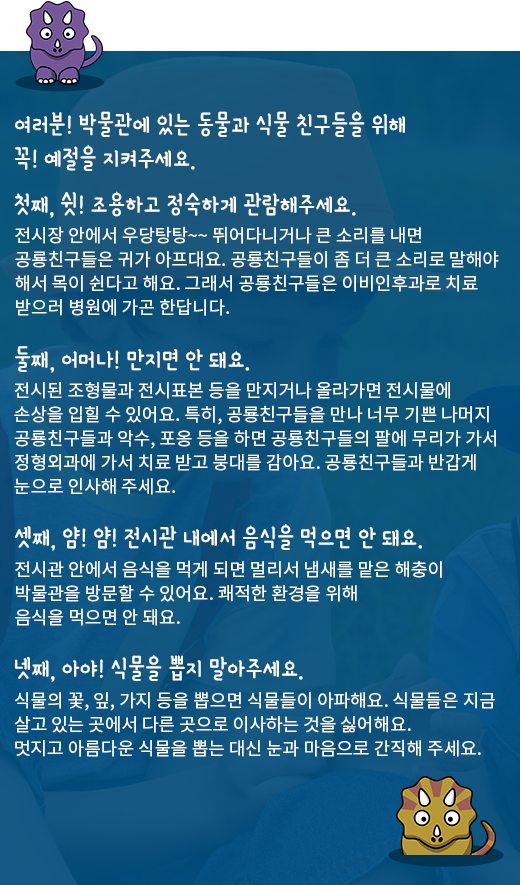 여러분! 박물관에 있는 동물과 식물 친구들을 위해
꼭! 예절을 지켜주세요.
첫째, 쉿! 조용하고 정숙하게 관람해주세요.
전시장 안에서 우당탕탕~~ 뛰어다니거나 큰 소리를 내면
공룡친구들은 귀가 아프대요. 공룡친구들이 좀 더 큰 소리로 말해야
해서 목이 쉰다고 해요. 그래서 공룡친구들은 이비인후과로 치료
받으러 병원에 가곤 한답니다.
둘째, 어머나! 만지면 안 돼요.
전시된 조형물과 전시표본 등을 만지거나 올라가면 전시물에
손상을 입힐 수 있어요. 특히, 공룡친구들을 만나 너무 기쁜 나머지
공룡친구들과 악수, 포옹 등을 하면 공룡친구들의 팔에 무리가 가서
정형외과에 가서 치료 받고 붕대를 감아요. 공룡친구들과 반갑게
눈으로 인사해 주세요.
셋째, 얌! 얌! 전시관 내에서 음식을 먹으면 안 돼요.
전시관 안에서 음식을 먹게 되면 멀리서 냄새를 맡은 해충이
박물관을 방문할 수 있어요. 쾌적한 환경을 위해
음식을 먹으면 안 돼요.
넷째, 아야! 식물을 뽑지 말아주세요.
식물의 꽃, 잎, 가지 등을 뽑으면 식물들이 아파해요. 식물들은 지금
살고 있는 곳에서 다른 곳으로 이사하는 것을 싫어해요.
멋지고 아름다운 식물을 뽑는 대신 눈과 마음으로 간직해 주세요.